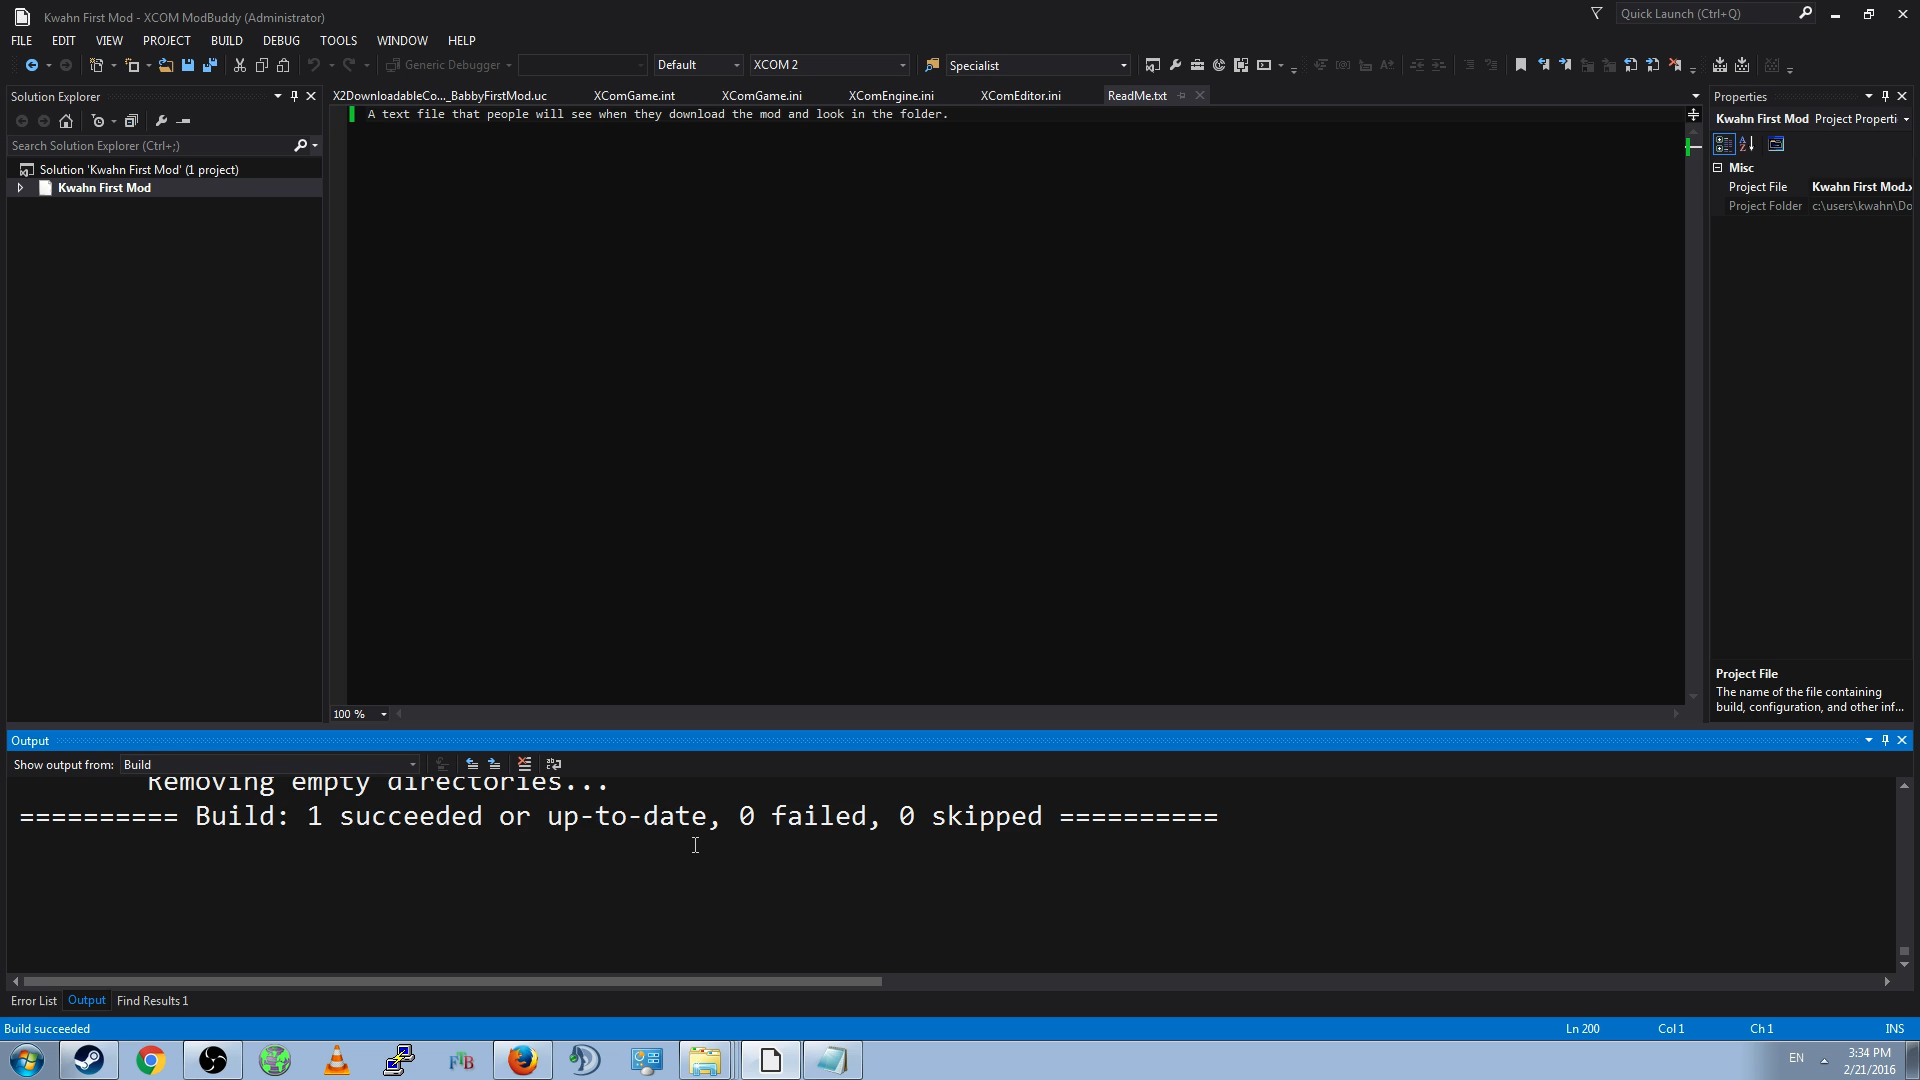 Kwahn First Mod - XCOM ModBuddy (Administrator)
Quick Launch (Ctrl+Q)
FILE EDIT VIEW PROJECT BUILD DEBUG TOOLS WINDOW HELP
Generic Debugger Default XCOM 2 Specialist
Solution Explorer
X2DownloadableCo..._BabbyFirstMod.uc XComGame.int XComGame.ini XComEngine.ini XComEditor.ini ReadMe.txt
Properties
A text file that people will see when they download the mod and look in the folder.
Kwahn First Mod Project Properti
Search Solution Explorer (Ctrl+;)
Solution 'Kwahn First Mod' (1 project)
Kwahn First Mod
Misc
Project File Kwahn First Mod.x
Project Folder c:\users\kwahn\Do
Project File
The name of the file containing
build, configuration, and other inf...
100 %
Output
Show output from: Build
Removing empty directories...
========== Build: 1 succeeded or up-to-date, 0 failed, 0 skipped ==========
Error List Output Find Results 1
Build succeeded Ln 200 Col 1 Ch 1 INS
FTB
EN
3:34 PM
2/21/2016